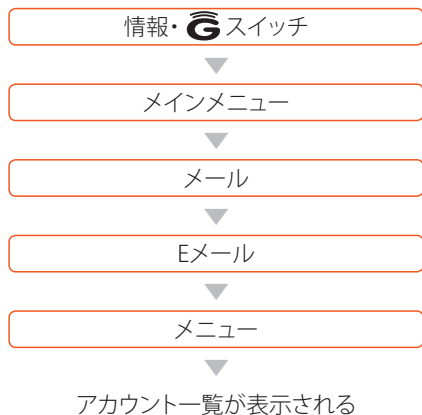 情報・Gスイッチ
メインメニュー
メール
Eメール
メニュー
アカウント一覧が表示される